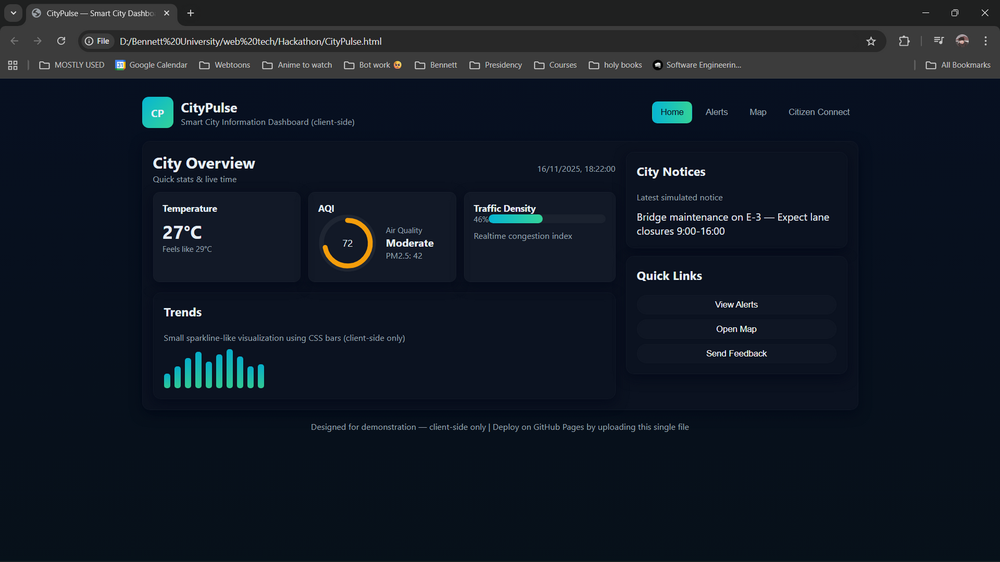 CityPulse — Smart City Dashbo
File
D:/Bennett%20University/web%20tech/Hackathon/CityPulse.html
MOSTLY USED
31
Google Calendar
Webtoons
Anime to watch
Bot work 🥺
Bennett
Presidency
Courses
holy books
Software Engineerin...
All Bookmarks
CP
CityPulse
Smart City Information Dashboard (client-side)
Home
Alerts
Map
Citizen Connect
City Overview
Quick stats & live time
16/11/2025, 18:22:00
Temperature
27°C
Feels like 29°C
AQI
72
Air Quality
Moderate
PM2.5: 42
Traffic Density
46%
Realtime congestion index
Trends
Small sparkline-like visualization using CSS bars (client-side only)
City Notices
Latest simulated notice
Bridge maintenance on E-3 — Expect lane
closures 9:00-16:00
Quick Links
View Alerts
Open Map
Send Feedback
Designed for demonstration — client-side only | Deploy on GitHub Pages by uploading this single file